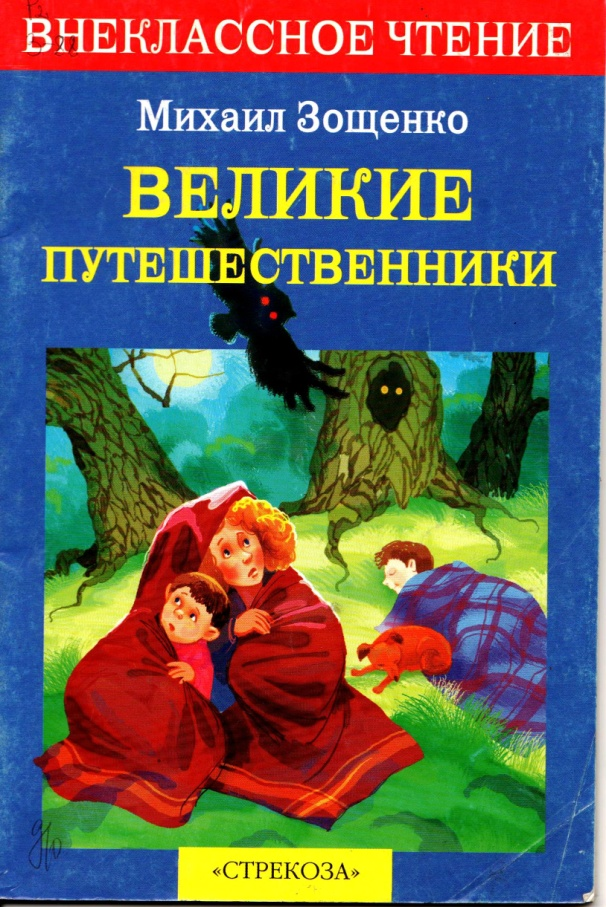 ВНЕКЛАССНОЕ ЧТЕНИЕ
Михаил Зощенко
ВЕЛИКИЕ
ПУТЕШЕСТВЕННИКИ
«СТРЕКОЗА»